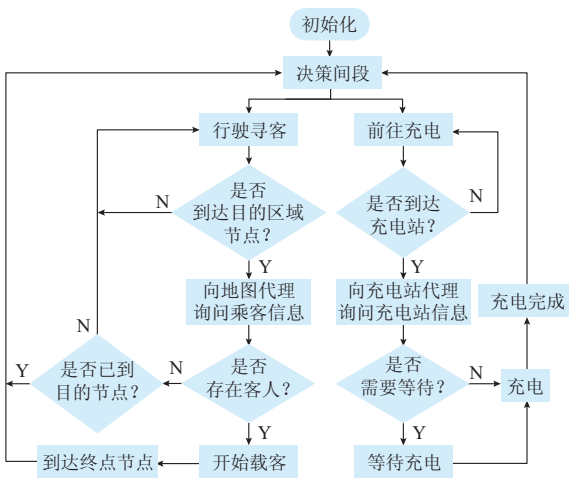 初始化
决策间段
行驶寻客
前往充电
是否
到达目的区域
节点？
N
是否到达
充电站？
N
Y
Y
向地图代理
询问乘客信息
向充电站代理
询问充电站信息
充电完成
N
Y
是否已到
目的节点？
N
是否
存在客人？
是否
需要等待？
N
充电
Y
Y
到达终点节点
开始载客
等待充电